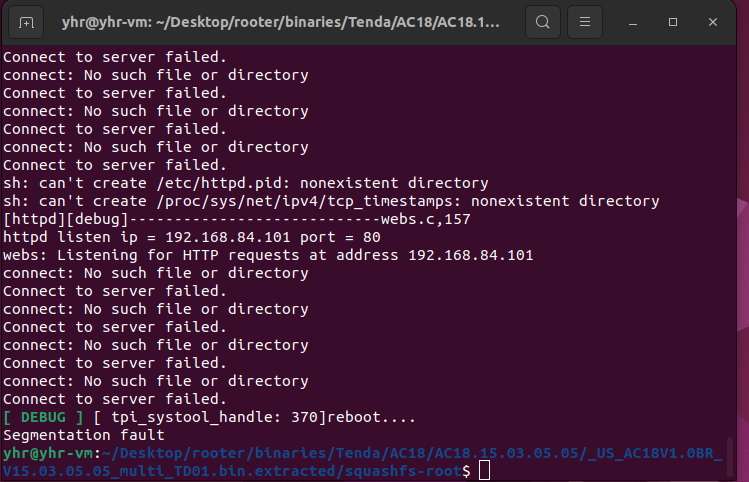 yhr@yhr-vm: ~/Desktop/rooter/binaries/Tenda/AC18/AC18.1...
Connect to server failed.
connect: No such file or directory
Connect to server failed.
connect: No such file or directory
Connect to server failed.
connect: No such file or directory
Connect to server failed.
sh: can't create /etc/httpd.pid: nonexistent directory
sh: can't create /proc/sys/net/ipv4/tcp_timestamps: nonexistent directory
[httpd][debug]----------------------------webs.c,157
httpd listen ip = 192.168.84.101 port = 80
webs: Listening for HTTP requests at address 192.168.84.101
connect: No such file or directory
Connect to server failed.
connect: No such file or directory
Connect to server failed.
connect: No such file or directory
Connect to server failed.
connect: No such file or directory
Connect to server failed.
[ DEBUG ] [ tpi_systool_handle: 370]reboot....
Segmentation fault
yhr@yhr-vm:~/Desktop/rooter/binaries/Tenda/AC18/AC18.15.03.05.05/_US_AC18V1.0BR_
V15.03.05.05_multi_TD01.bin.extracted/squashfs-root$